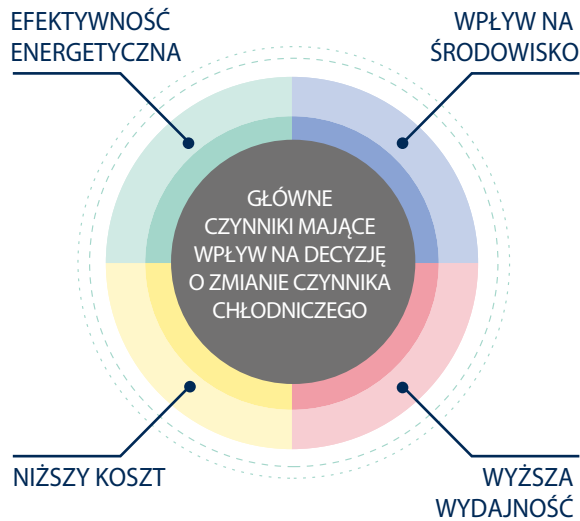 EFEKTYWNOŚĆ
ENERGETYCZNA
WPŁYW NA
ŚRODOWISKO
GŁÓWNE
CZYNNIKI MAJĄCE
WPŁYW NA DECYZJĘ
O ZMIANIE CZYNNIKA
CHŁODNICZEGO
NIŻSZY KOSZT
WYŻSZA
WYDAJNOŚĆ